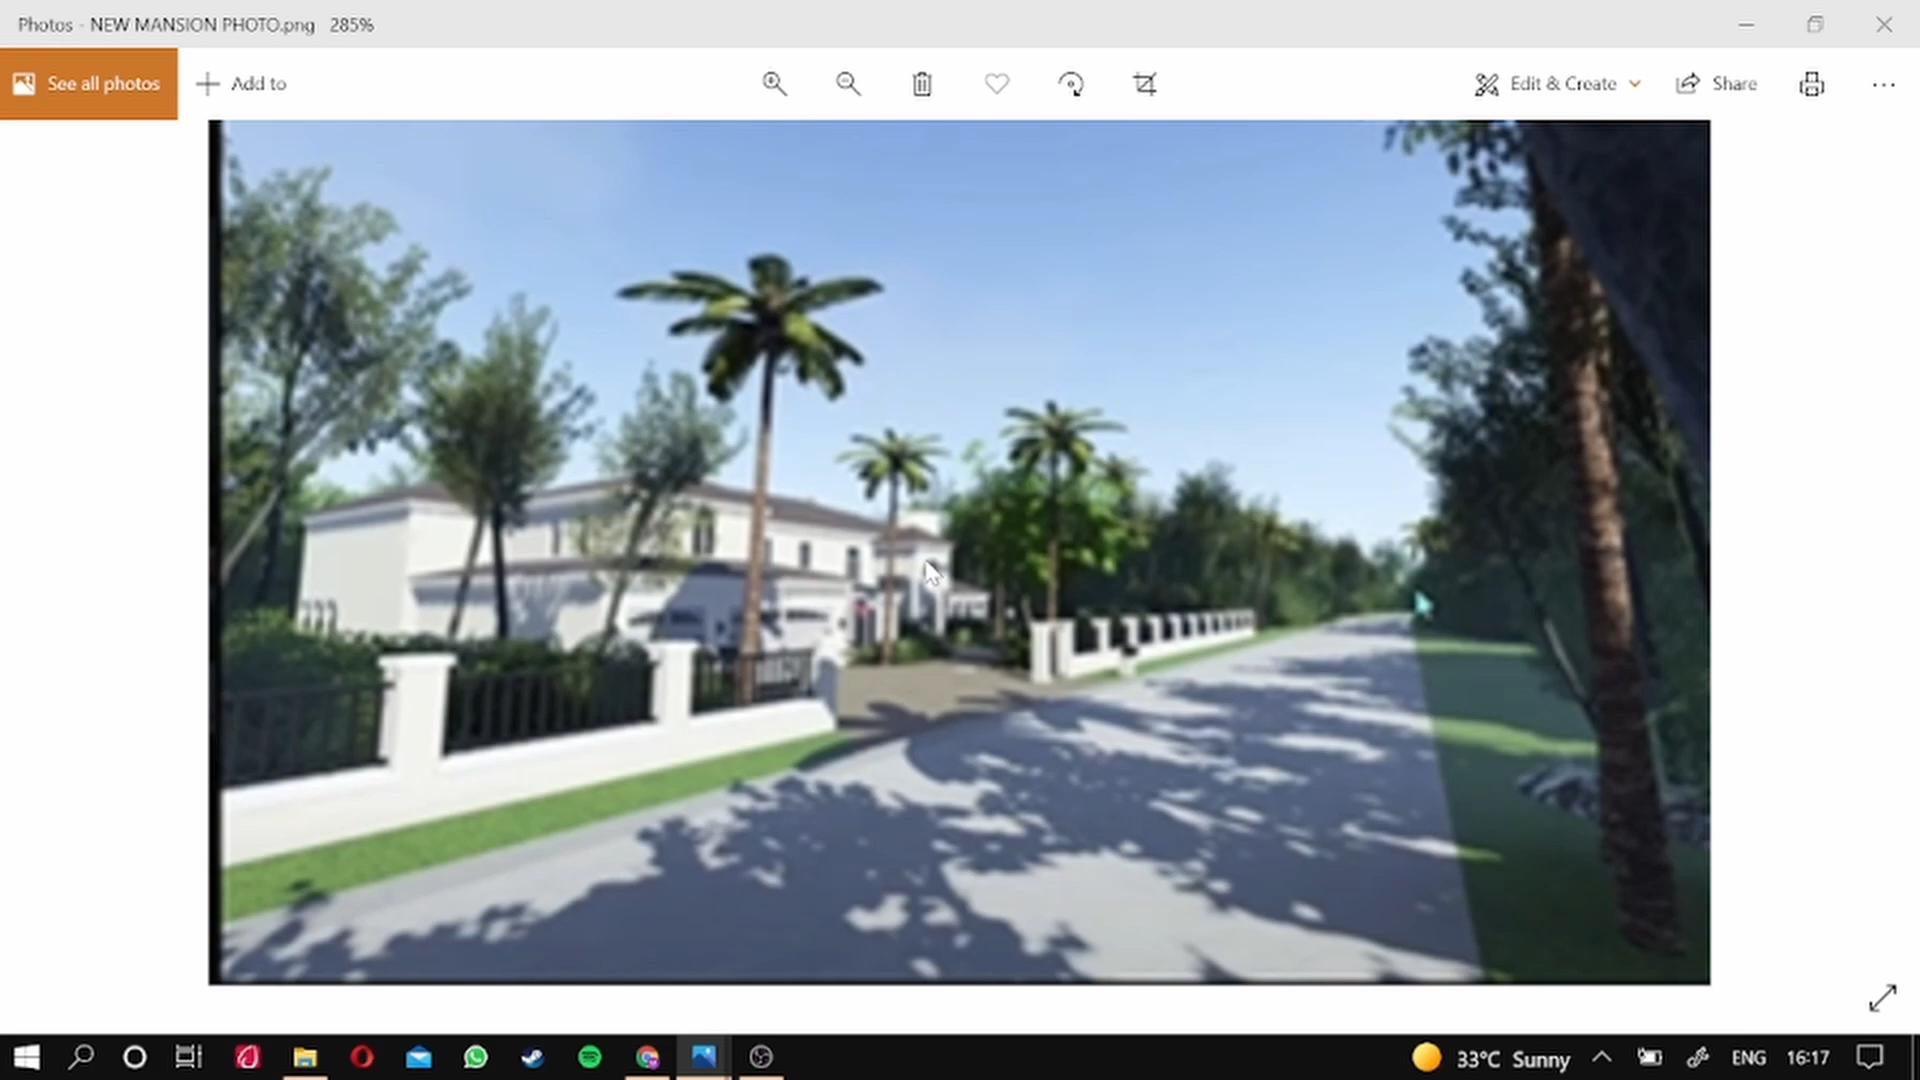 Photos - NEW MANSION PHOTO.png 285%
See all photos
Add to
Edit & Create
Share
33°C Sunny
ENG
16:17